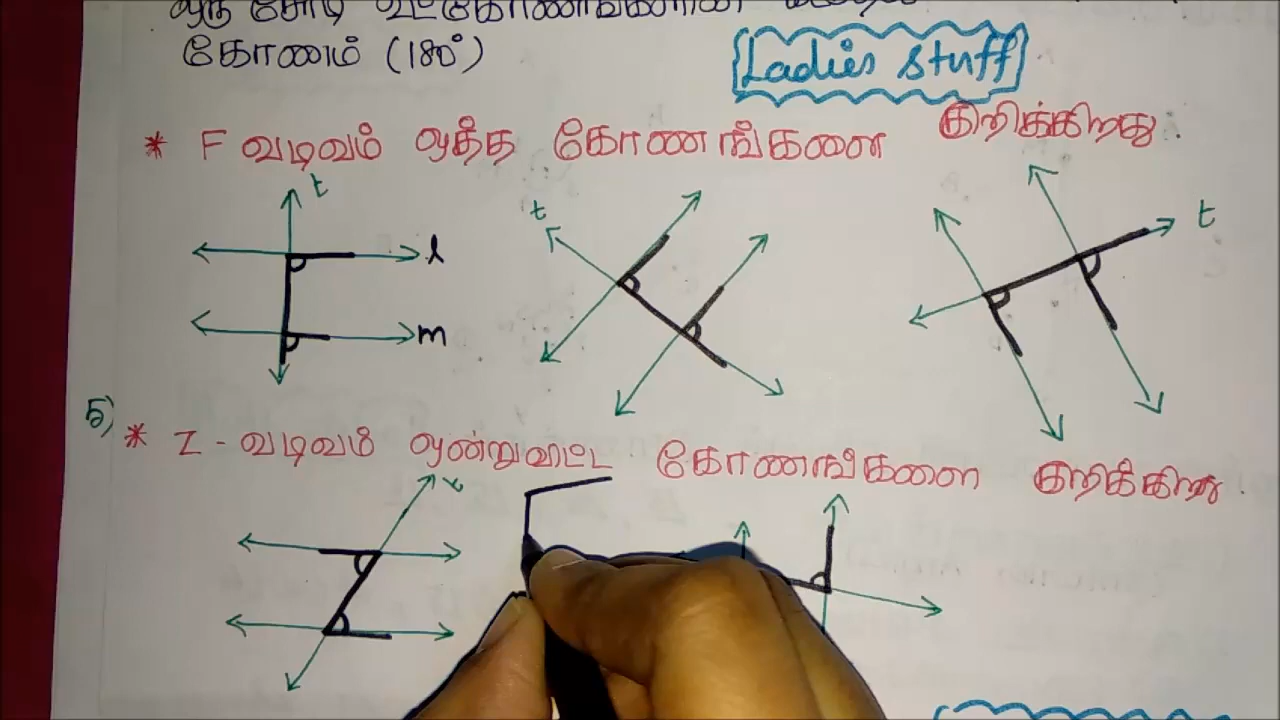 கோணம் (180°)
Ladies stuff
* F வடிவம் ஒத்த கோணங்களை குறிக்கிறது.
t
l
m
t
t
5) * Z - வடிவம் ஒன்றுவிட்ட கோணங்களை குறிக்கிறது.